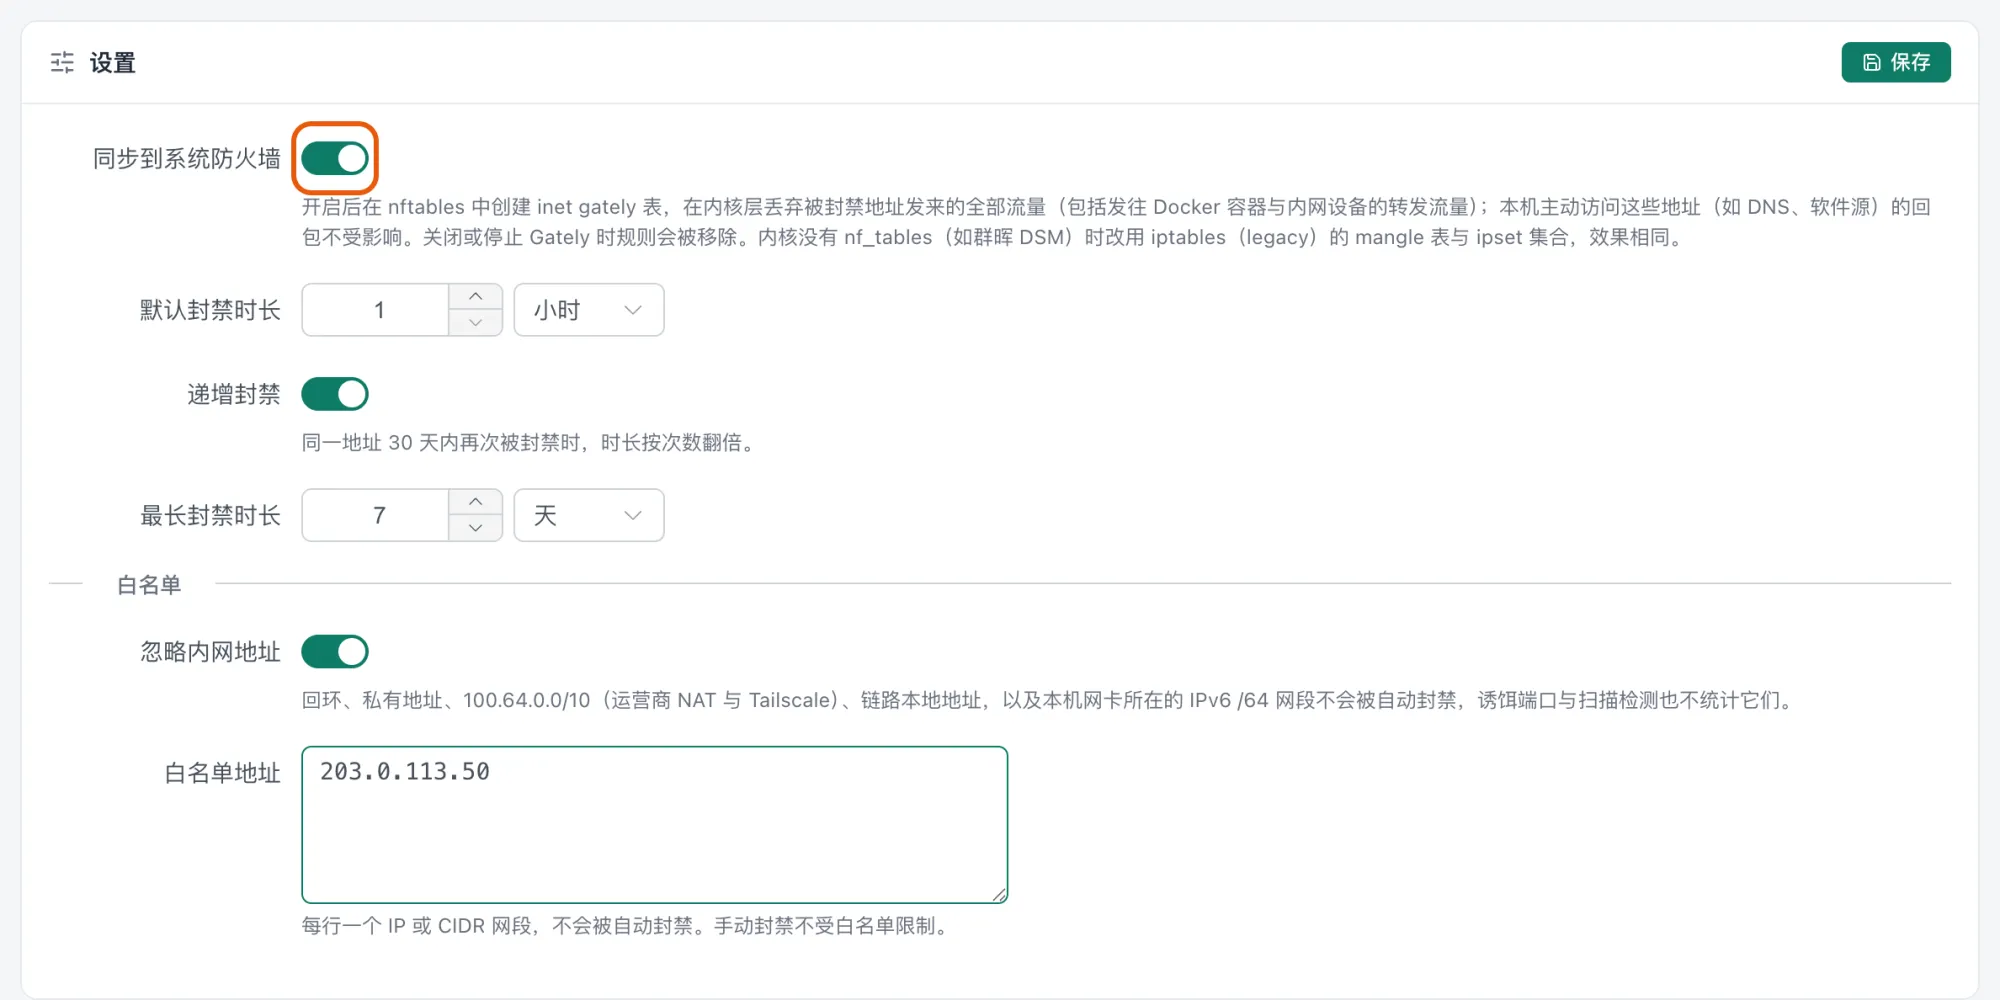 设置
保存
同步到系统防火墙
开启后在 nftables 中创建 inet gately 表，在内核层丢弃被封禁地址发来的全部流量（包括发往 Docker 容器与内网设备的转发流量）；本机主动访问这些地址（如 DNS、软件源）的回
包不受影响。关闭或停止 Gately 时规则会被移除。内核没有 nf_tables（如群晖 DSM）时改用 iptables（legacy）的 mangle 表与 ipset 集合，效果相同。
默认封禁时长
1
小时
递增封禁
同一地址 30 天内再次被封禁时，时长按次数翻倍。
最长封禁时长
7
天
白名单
忽略内网地址
回环、私有地址、100.64.0.0/10（运营商 NAT 与 Tailscale）、链路本地地址，以及本机网卡所在的 IPv6 /64 网段不会被自动封禁，诱饵端口与扫描检测也不统计它们。
白名单地址
203.0.113.50
每行一个 IP 或 CIDR 网段，不会被自动封禁。手动封禁不受白名单限制。